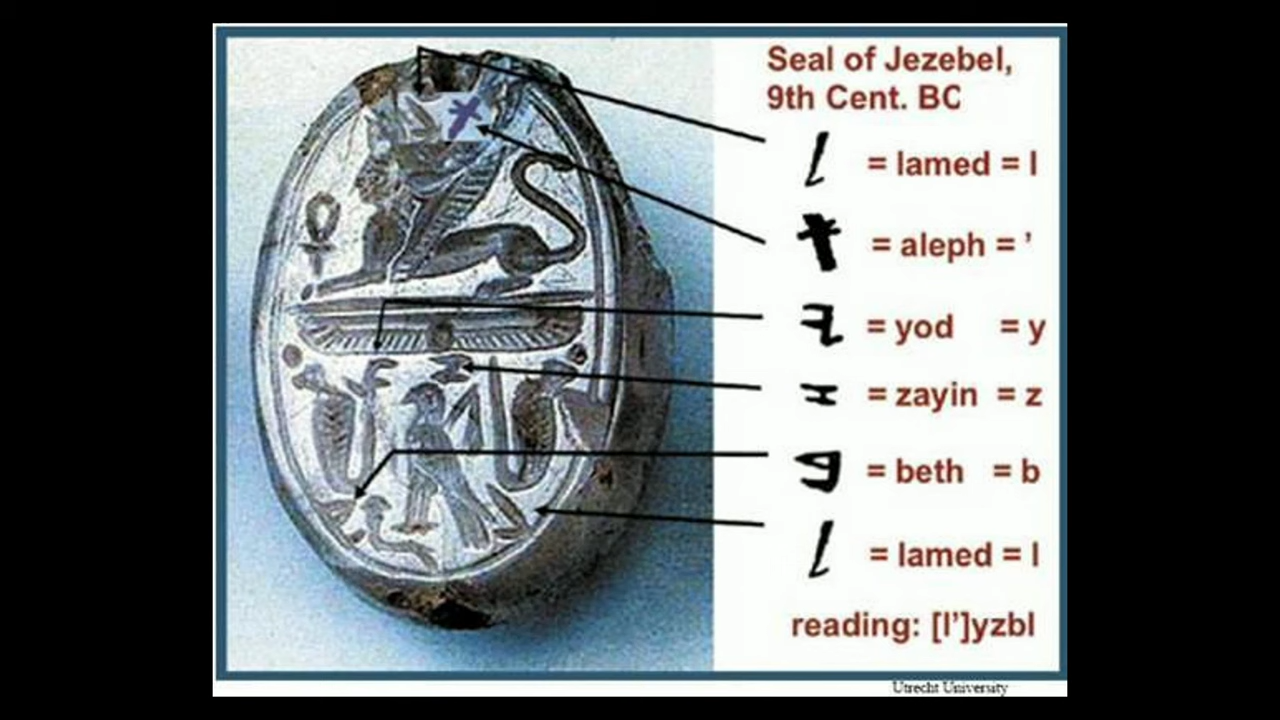 Seal of Jezebel,
9th Cent. BC
= lamed = l
= aleph = ’
= yod = y
= zayin = z
= beth = b
= lamed = l
reading: [l’]yzbl
Utrecht University